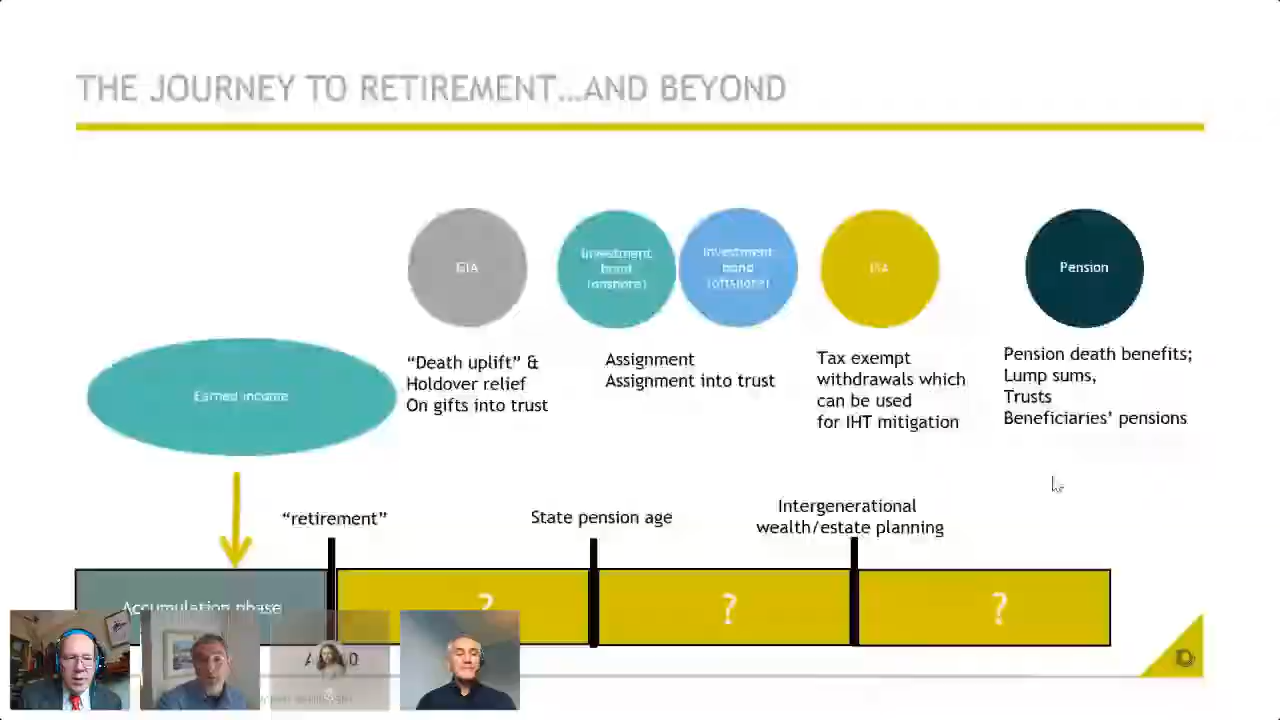 THE JOURNEY TO RETIREMENT...AND BEYOND
GIA
Investment
bond
(onshore)
Investment
bond
(offshore)
ISA
Pension
"Death uplift" &
Holdover relief
On gifts into trust
Assignment
Assignment into trust
Tax exempt
withdrawals which
can be used
for IHT mitigation
Pension death benefits;
Lump sums,
Trusts
Beneficiaries' pensions
Earned income
"retirement"
State pension age
Intergenerational
wealth/estate planning
Accumulation phase
?
?
?